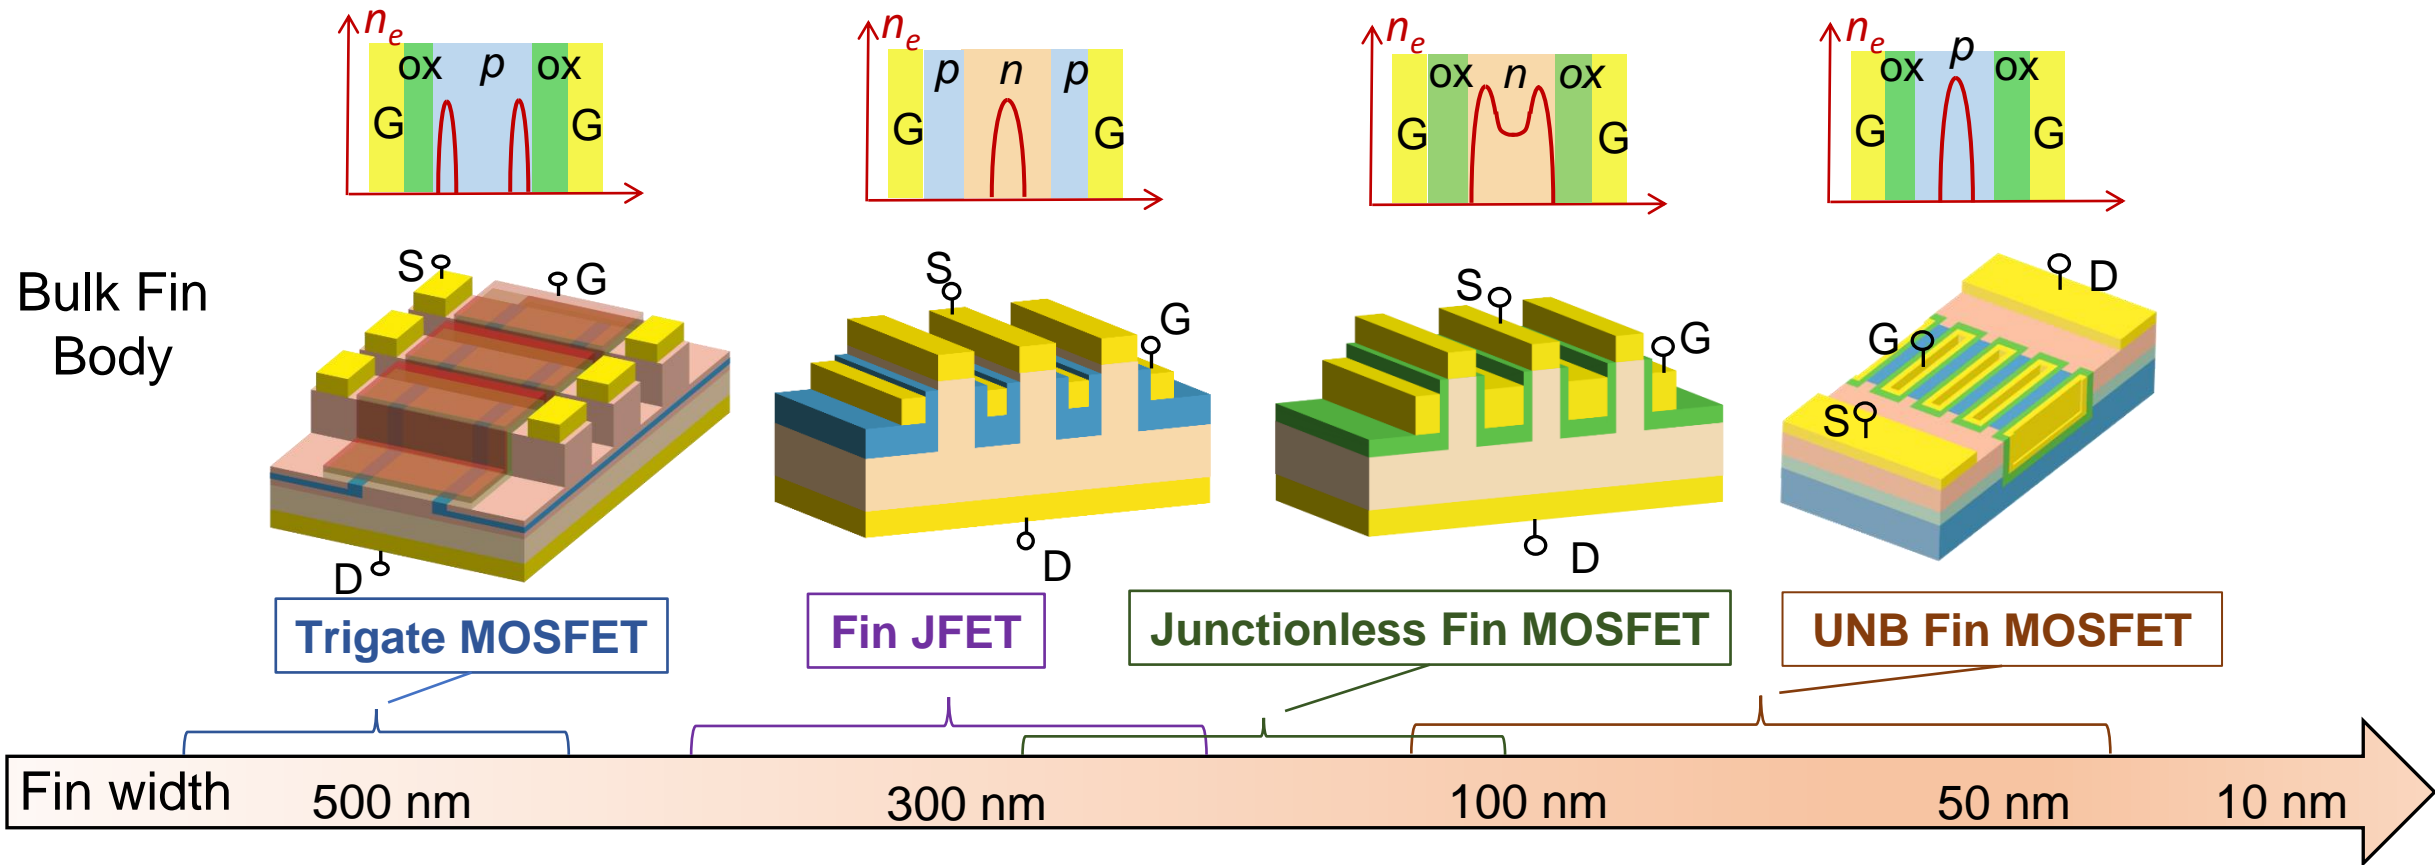 n_e
ox p ox
G G
n_e
p n p
G G
n_e
ox n ox
G G
n_e
ox p ox
G G
Bulk Fin
Body
S G
D
S
G
D
S
G
D
D
G
S
Trigate MOSFET
Fin JFET
Junctionless Fin MOSFET
UNB Fin MOSFET
Fin width 500 nm 300 nm 100 nm 50 nm 10 nm